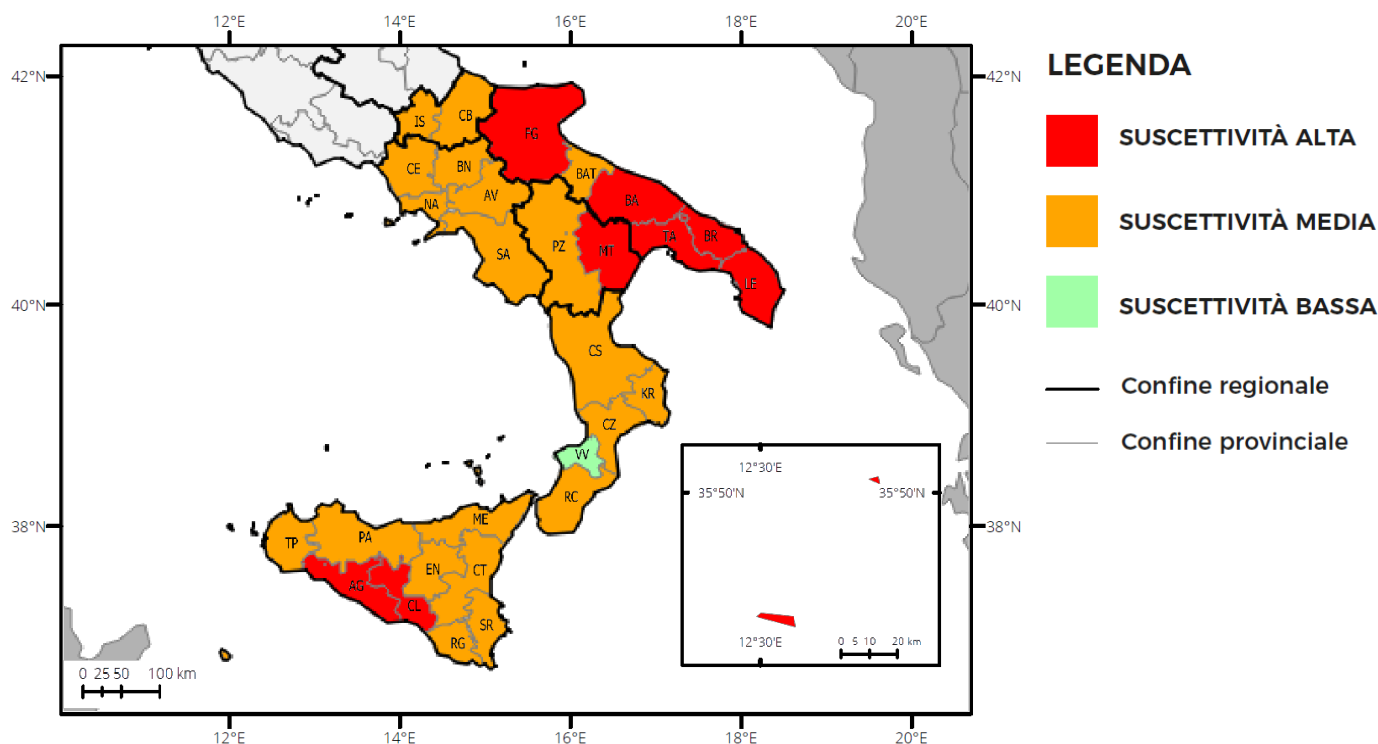 12°E 14°E 16°E 18°E 20°E
42°N 42°N
LEGENDA
SUSCETTIVITÀ ALTA
SUSCETTIVITÀ MEDIA
SUSCETTIVITÀ BASSA
Confine regionale
Confine provinciale
IS CB FG
CE BN BAT
NA AV BA
SA PZ MT TA BR
LE
40°N 40°N
CS
KR
CZ
VV
RC
ME
38°N 38°N
TP PA
AG EN CT
CL
SR
RG
12°30'E
35°50'N 35°50'N
12°30'E
0 5 10 20 km
0 25 50 100 km
12°E 14°E 16°E 18°E 20°E